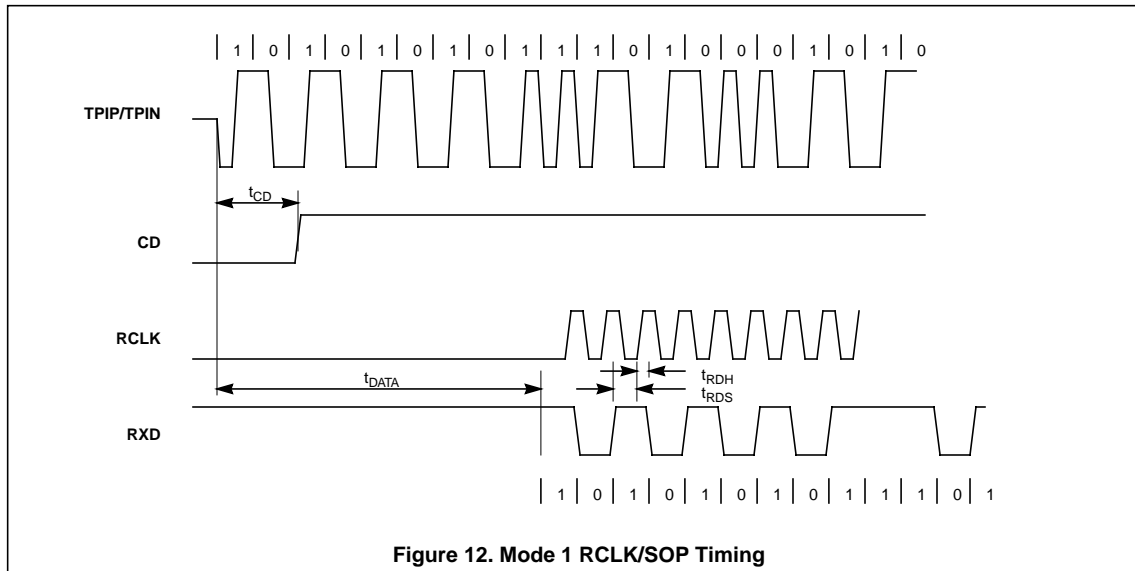 1 0 1 0 1 0 1 0 1 1 1 0 1 0 0 0 1 0 1 0
TPIP/TPIN
tCD
CD
RCLK
tDATA
tRDH
tRDS
RXD
1 0 1 0 1 0 1 0 1 1 1 0 1
Figure 12. Mode 1 RCLK/SOP Timing